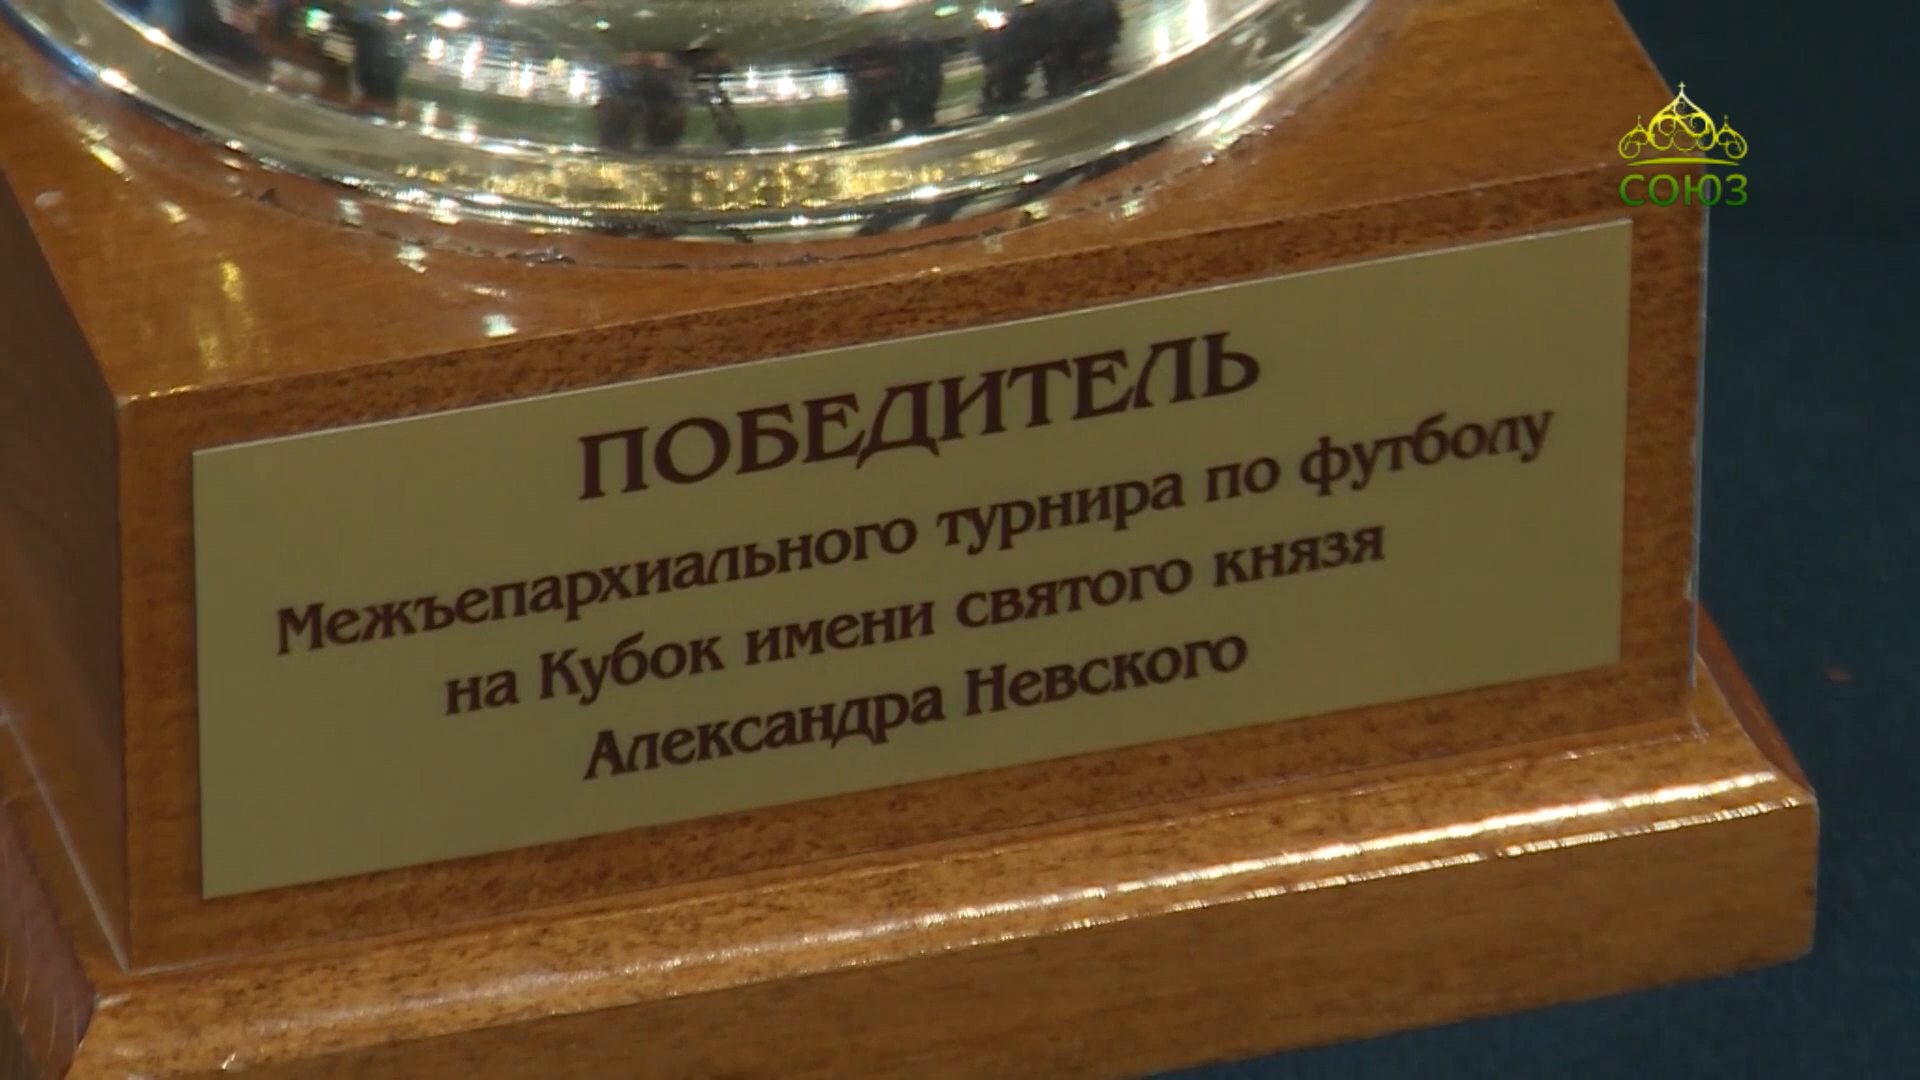 СОЮЗ
ПОБЕДИТЕЛЬ
Межъепархиального турнира по футболу
на Кубок имени святого князя
Александра Невского